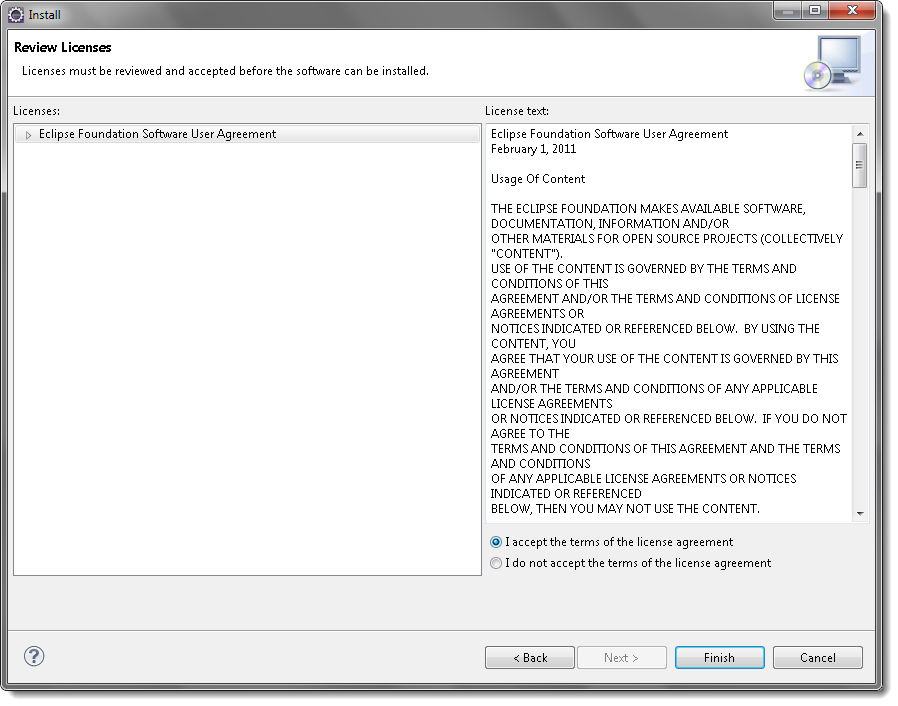 Install
Review Licenses
Licenses must be reviewed and accepted before the software can be installed.
Licenses:
Eclipse Foundation Software User Agreement
License text:
Eclipse Foundation Software User Agreement
February 1, 2011
Usage Of Content
THE ECLIPSE FOUNDATION MAKES AVAILABLE SOFTWARE,
DOCUMENTATION, INFORMATION AND/OR
OTHER MATERIALS FOR OPEN SOURCE PROJECTS (COLLECTIVELY
"CONTENT").
USE OF THE CONTENT IS GOVERNED BY THE TERMS AND
CONDITIONS OF THIS
AGREEMENT AND/OR THE TERMS AND CONDITIONS OF LICENSE
AGREEMENTS OR
NOTICES INDICATED OR REFERENCED BELOW.  BY USING THE
CONTENT, YOU
AGREE THAT YOUR USE OF THE CONTENT IS GOVERNED BY THIS
AGREEMENT
AND/OR THE TERMS AND CONDITIONS OF ANY APPLICABLE
LICENSE AGREEMENTS
OR NOTICES INDICATED OR REFERENCED BELOW.  IF YOU DO NOT
AGREE TO THE
TERMS AND CONDITIONS OF THIS AGREEMENT AND THE TERMS
AND CONDITIONS
OF ANY APPLICABLE LICENSE AGREEMENTS OR NOTICES
INDICATED OR REFERENCED
BELOW, THEN YOU MAY NOT USE THE CONTENT.
I accept the terms of the license agreement
I do not accept the terms of the license agreement
?
< Back
Next >
Finish
Cancel